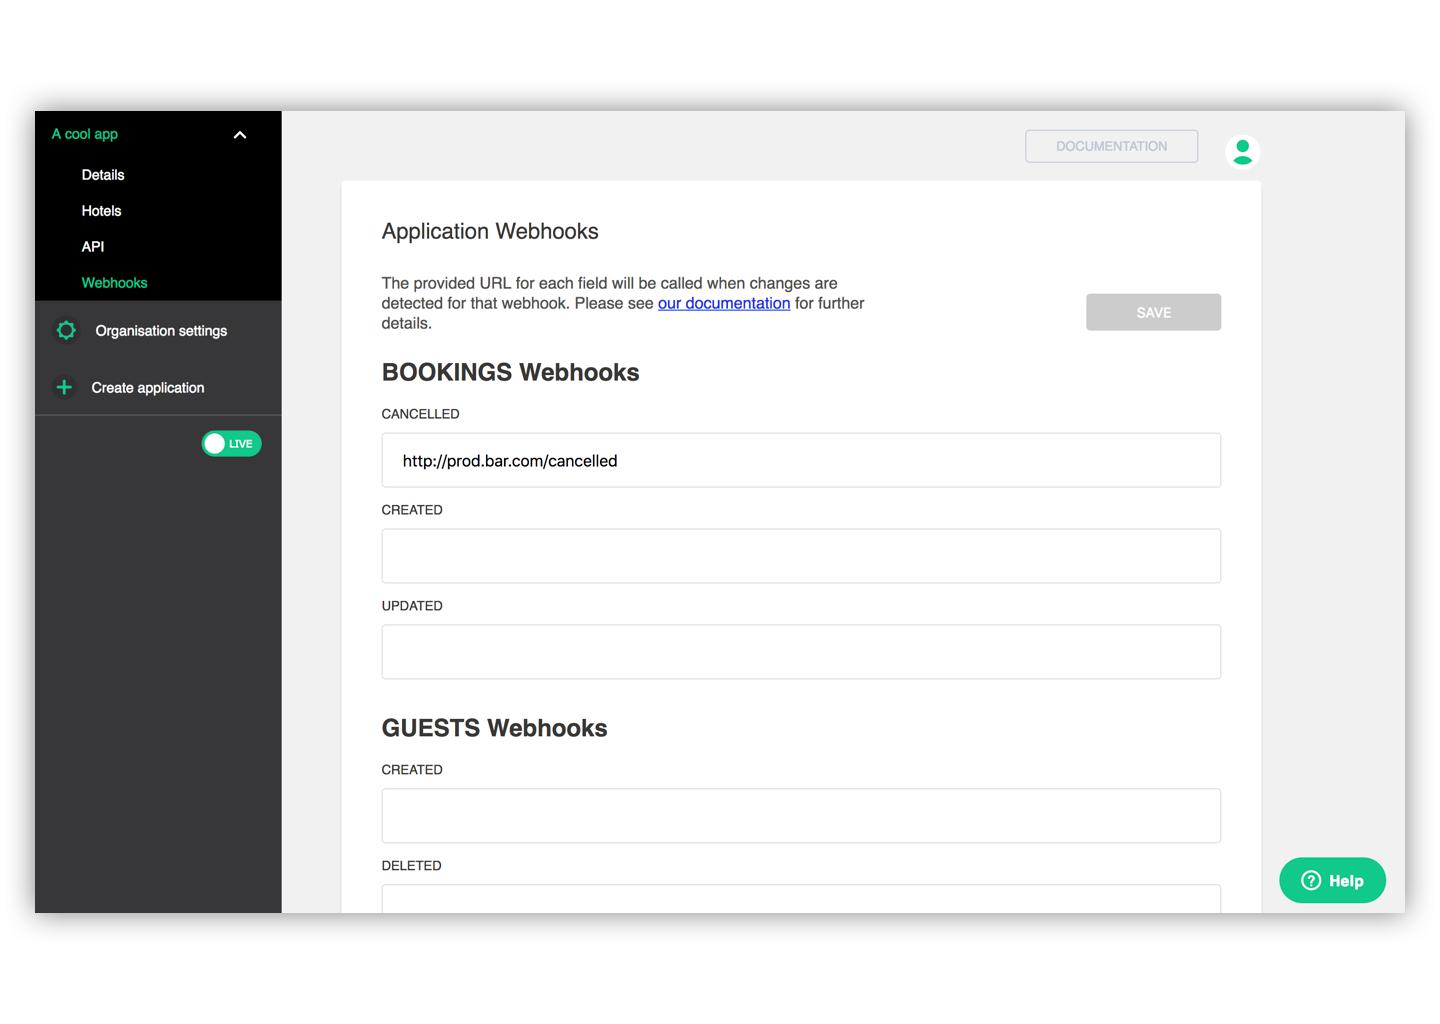 A cool app
Details
Hotels
API
Webhooks
Organisation settings
Create application
LIVE
DOCUMENTATION
Application Webhooks
The provided URL for each field will be called when changes are
detected for that webhook. Please see our documentation for further
details.
SAVE
BOOKINGS Webhooks
CANCELLED
http://prod.bar.com/cancelled
CREATED
UPDATED
GUESTS Webhooks
CREATED
DELETED
Help